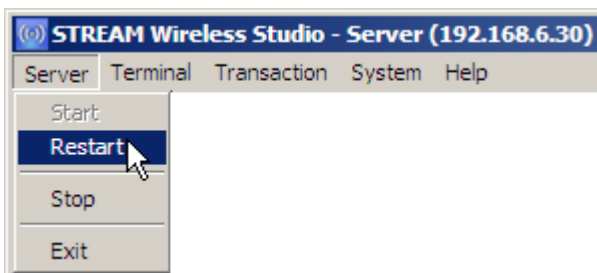 STREAM Wireless Studio - Server (192.168.6.30)
Server Terminal Transaction System Help
Start
Restart
Stop
Exit